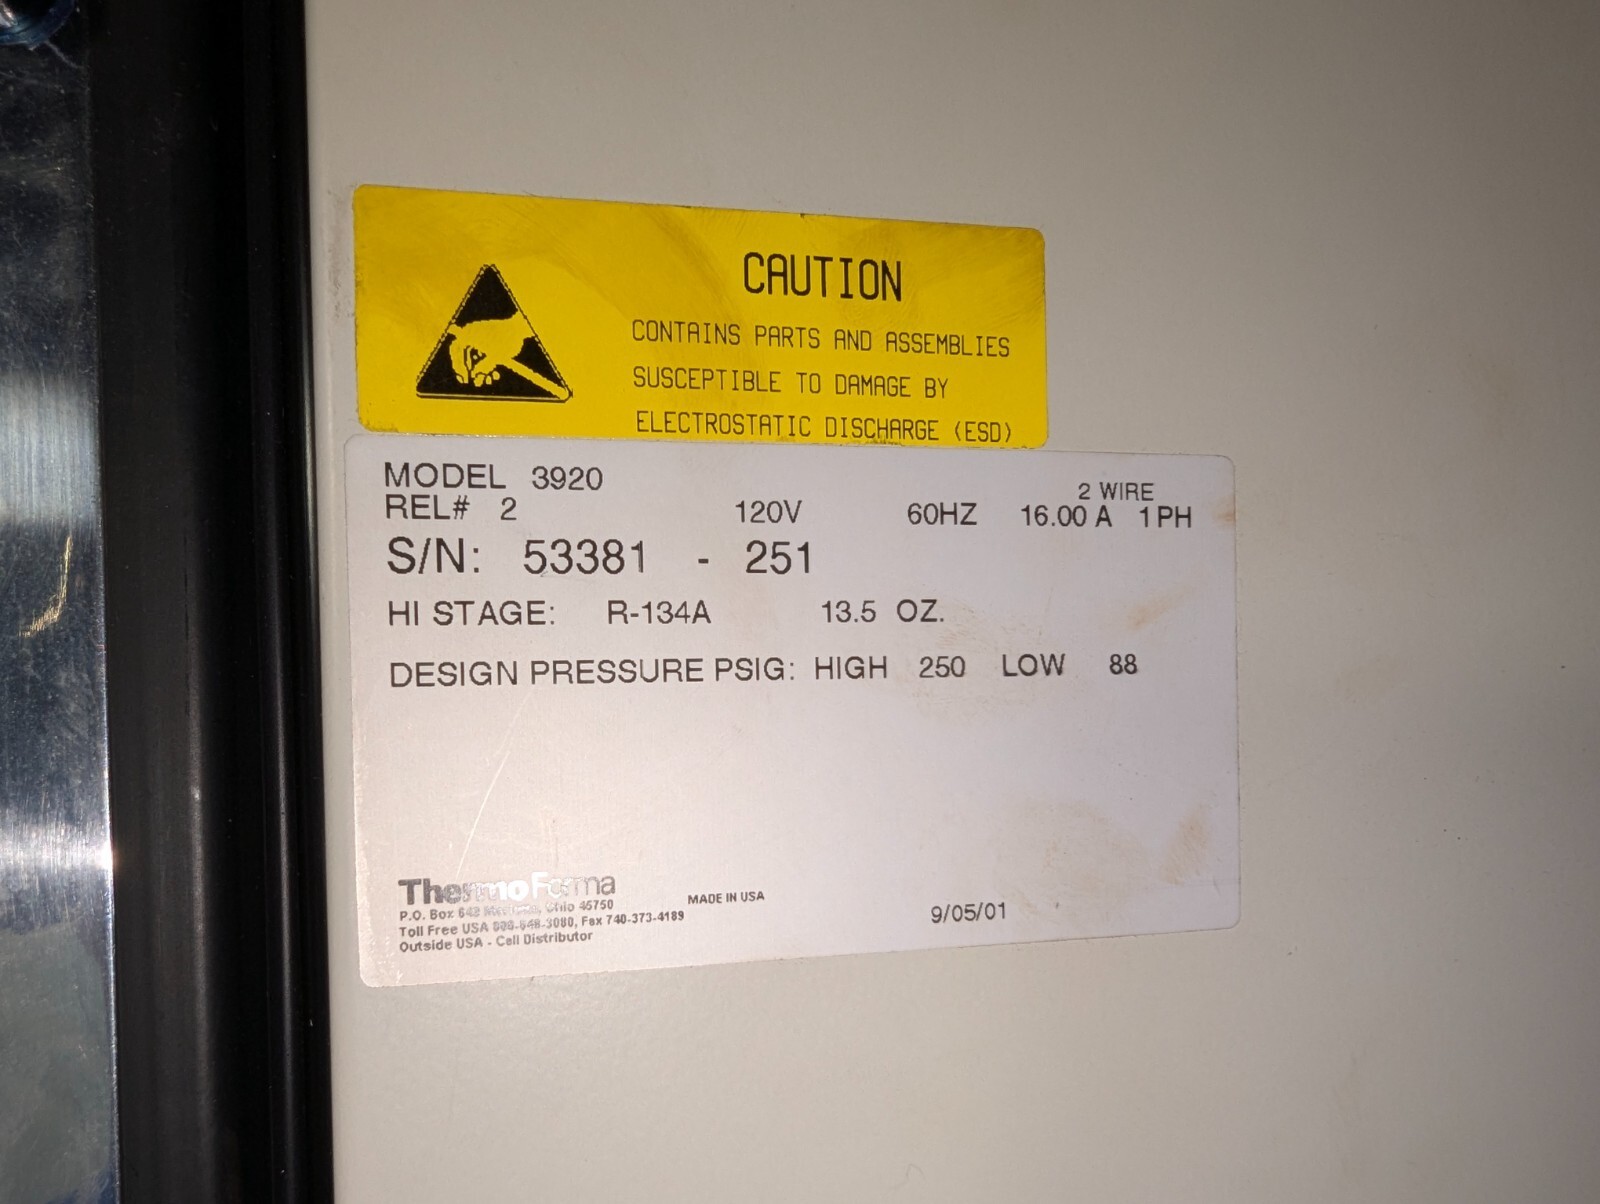 CAUTION
CONTAINS PARTS AND ASSEMBLIES
SUSCEPTIBLE TO DAMAGE BY
ELECTROSTATIC DISCHARGE (ESD)
MODEL 3920
2 WIRE
REL# 2 120V 60HZ 16.00 A 1PH
S/N: 53381 - 251
HI STAGE: R-134A 13.5 OZ.
DESIGN PRESSURE PSIG: HIGH 250 LOW 88
ThermoForma
P.O. Box Ohio 45750
MADE IN USA
Toll Free USA Fax 740-373-4189
Outside USA - Call Distributor
9/05/01